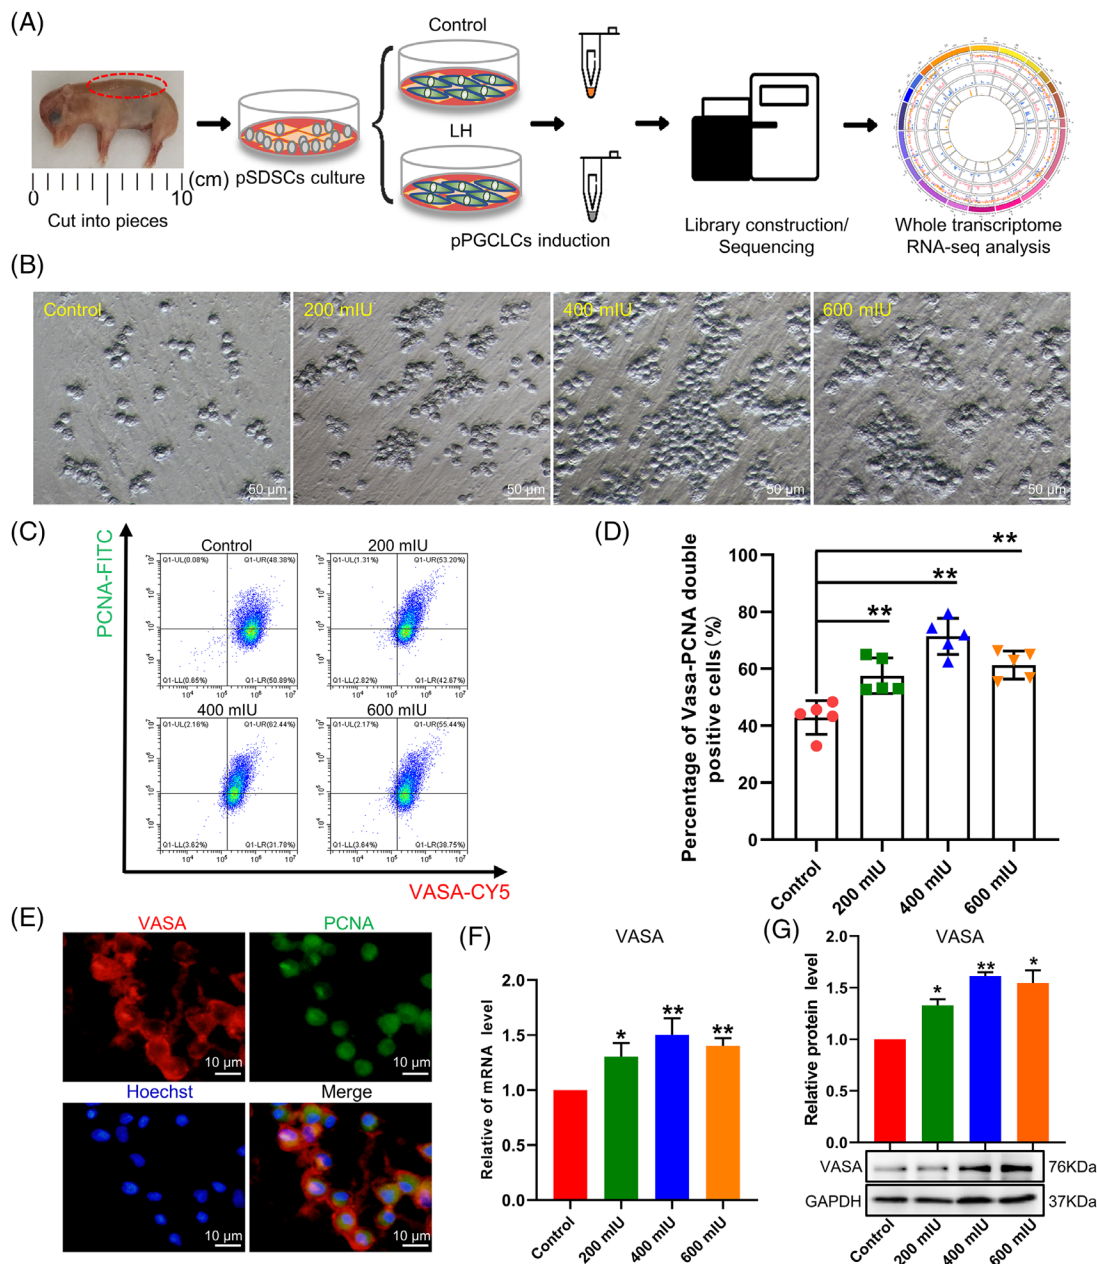 (A)
Control
LH
0
10
(cm)
Cut into pieces
pSDSCs culture
pPGCLCs induction
Library construction/
Sequencing
Whole transcriptome
RNA-seq analysis
(B)
Control
200 mIU
400 mIU
600 mIU
50 μm
50 μm
50 μm
50 μm
(C)
PCNA-FITC
Control
Q1-UL(0.08%)
Q1-UR(48.38%)
Q1-LL(0.65%)
Q1-LR(50.89%)
200 mIU
Q1-UL(1.31%)
Q1-UR(53.20%)
Q1-LL(2.82%)
Q1-LR(42.67%)
400 mIU
Q1-UL(2.16%)
Q1-UR(62.44%)
Q1-LL(3.62%)
Q1-LR(31.78%)
600 mIU
Q1-UL(2.17%)
Q1-UR(55.44%)
Q1-LL(3.64%)
Q1-LR(38.75%)
VASA-CY5
(D)
Percentage of Vasa-PCNA double
positive cells(%)
100
80
60
40
20
0
**
**
**
Control
200 mIU
400 mIU
600 mIU
(E)
VASA
PCNA
10 μm
10 μm
Hoechst
Merge
10 μm
10 μm
(F)
VASA
Relative of mRNA level
2.0
1.5
1.0
0.5
0.0
*
**
**
Control
200 mIU
400 mIU
600 mIU
(G)
VASA
Relative protein level
2.0
1.5
1.0
0.5
0.0
*
**
*
VASA
76KDa
GAPDH
37KDa
Control
200 mIU
400 mIU
600 mIU